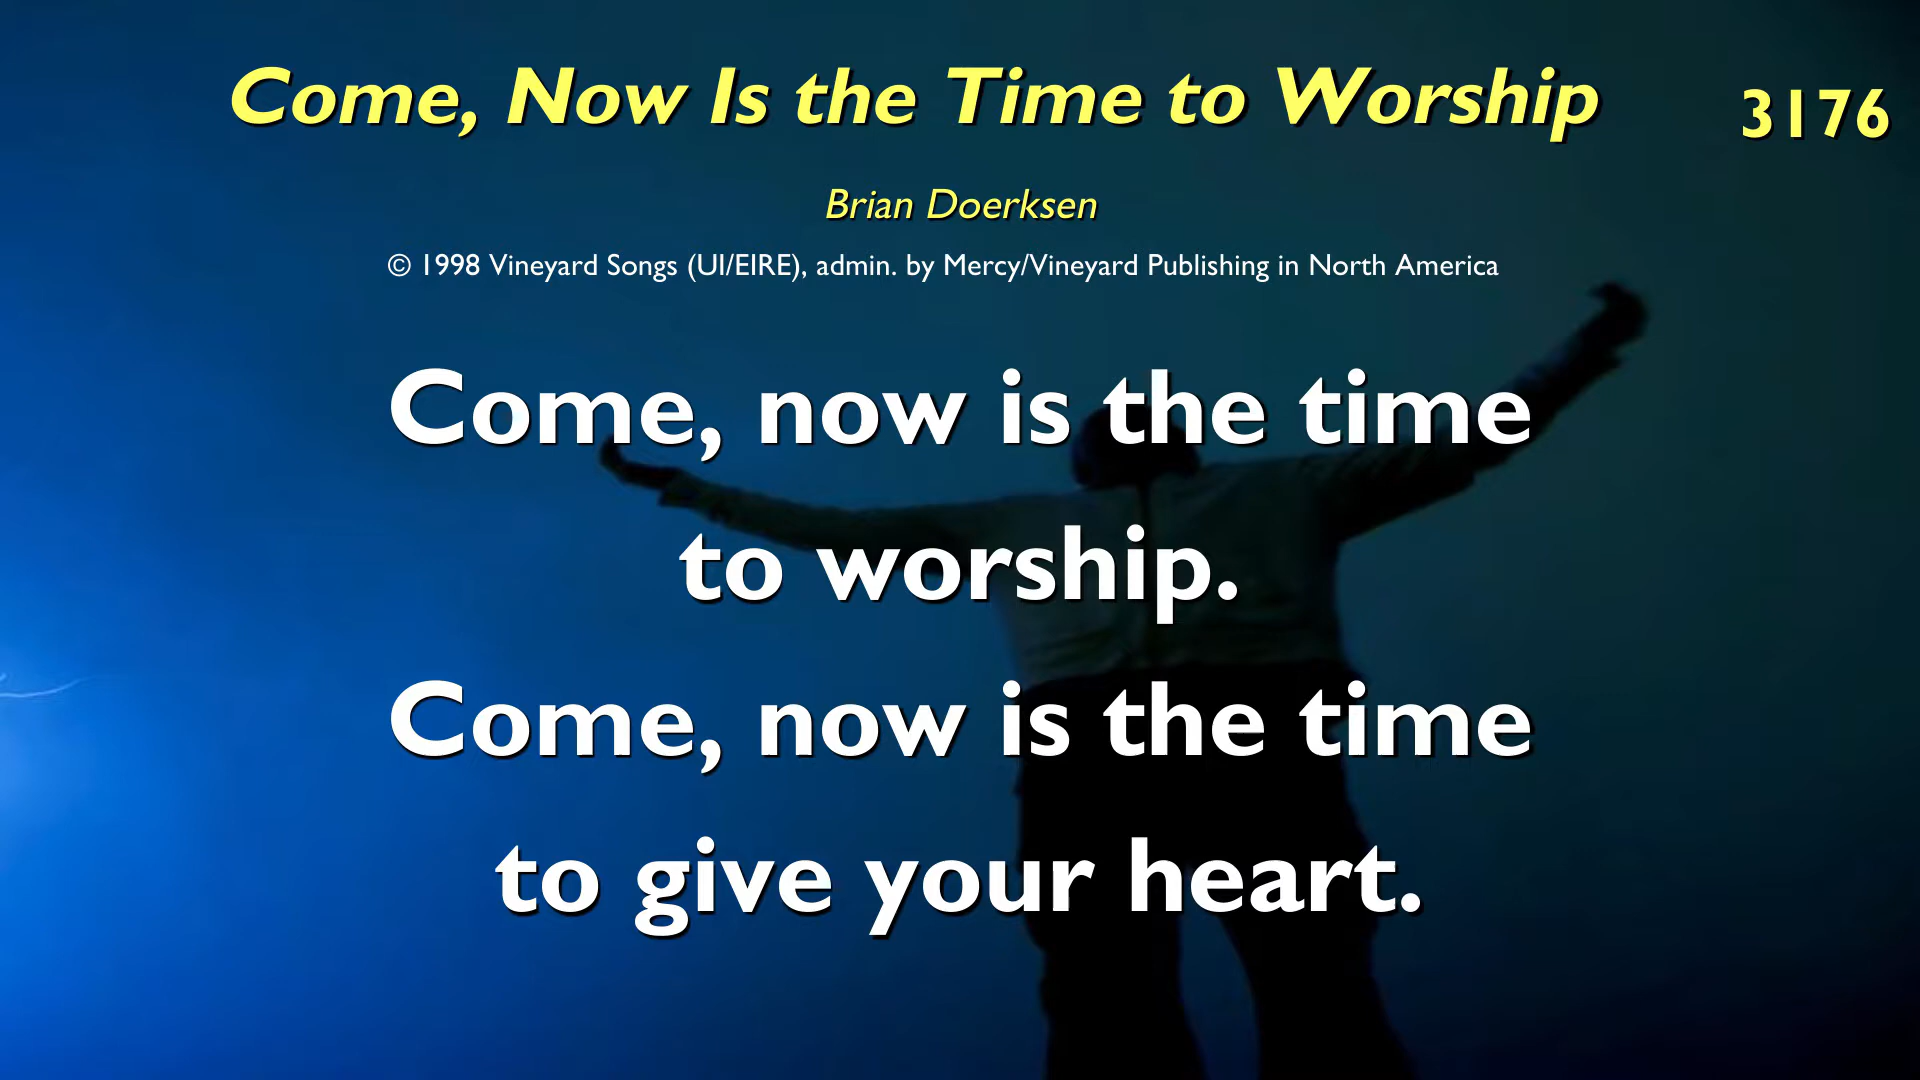 Come, Now Is the Time to Worship 3176
Brian Doerksen
© 1998 Vineyard Songs (UI/EIRE), admin. by Mercy/Vineyard Publishing in North America
Come, now is the time
to worship.
Come, now is the time
to give your heart.